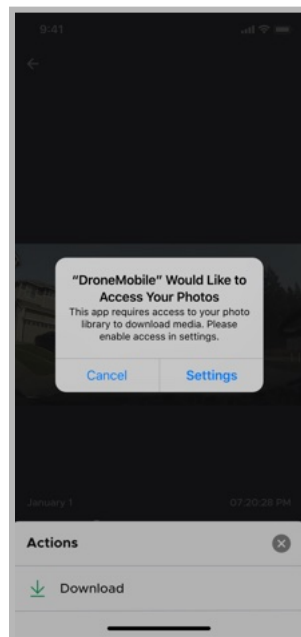 9:41
“DroneMobile” Would Like to
Access Your Photos
This app requires access to your photo
library to download media. Please
enable access in settings.
Cancel Settings
January 1 07:20:28 PM
Actions
Download